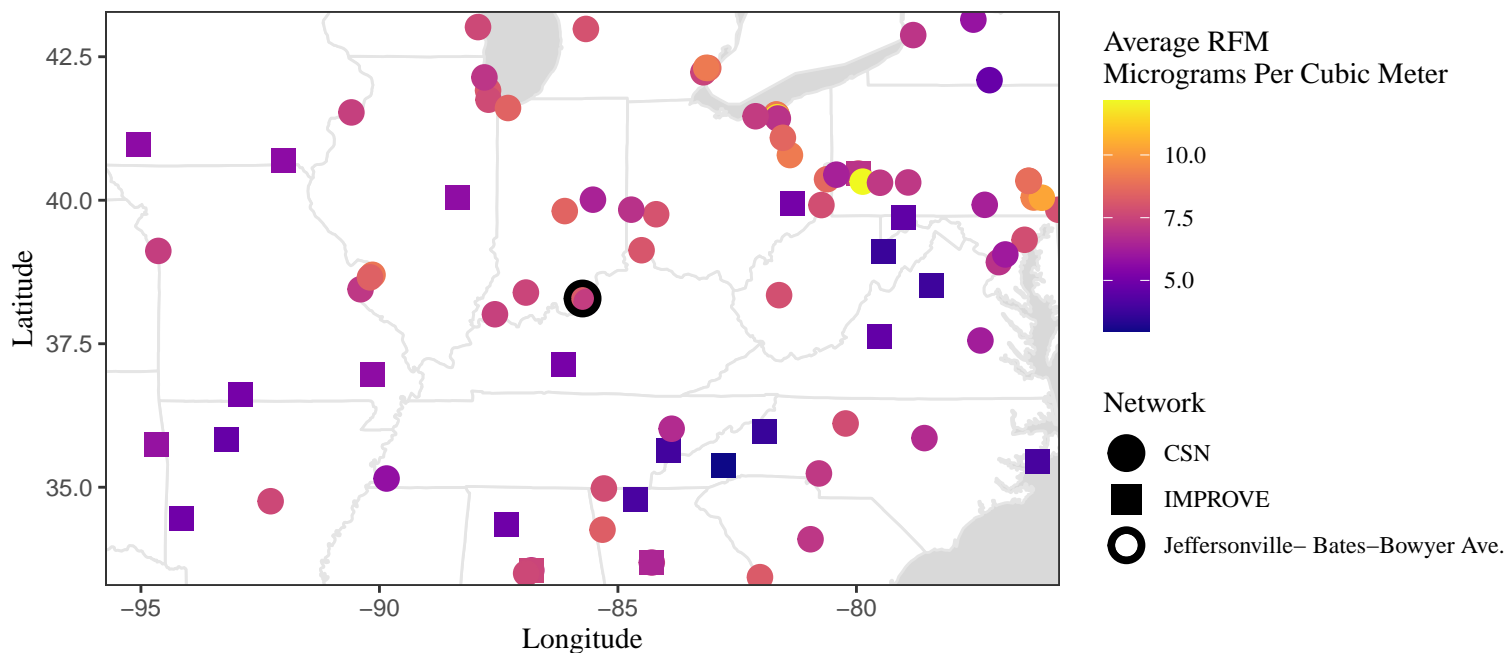 42.5
40.0
37.5
35.0
Latitude
−95
−90
−85
−80
Longitude
Average RFM
Micrograms Per Cubic Meter
10.0
7.5
5.0
Network
CSN
IMPROVE
Jeffersonville− Bates−Bowyer Ave.